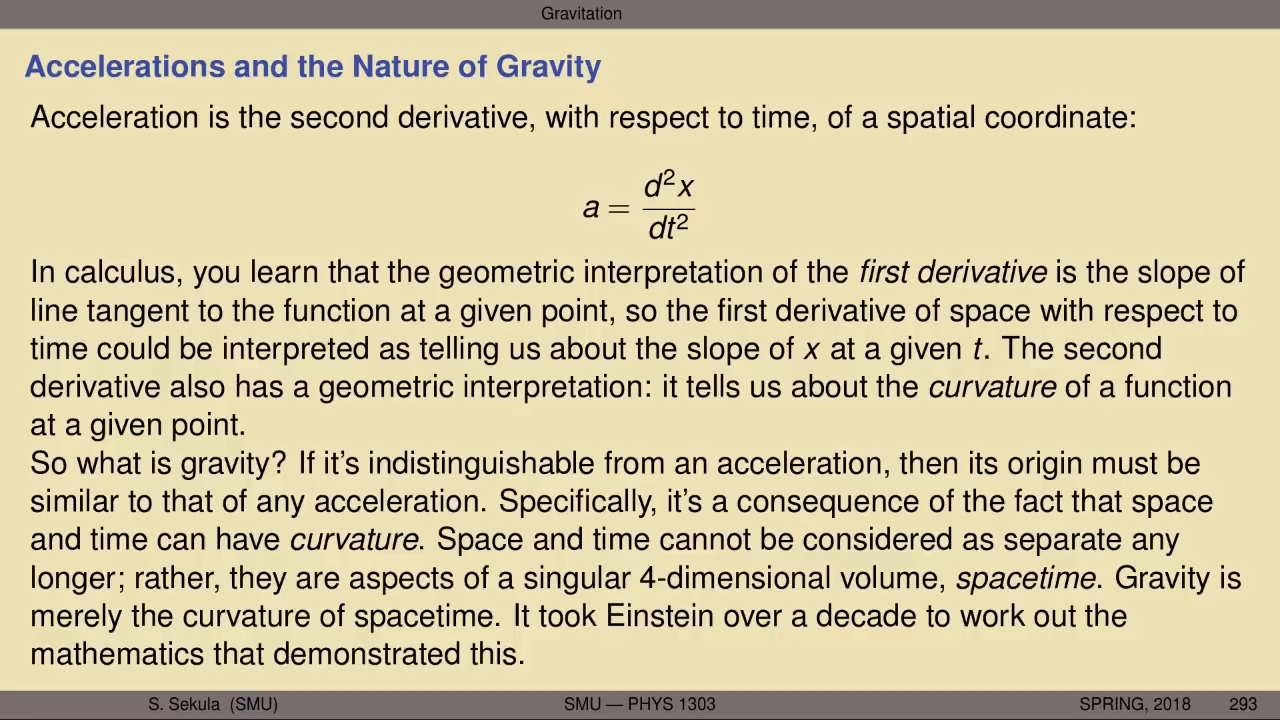 Gravitation
Accelerations and the Nature of Gravity
Acceleration is the second derivative, with respect to time, of a spatial coordinate:
a = d²x / dt²
In calculus, you learn that the geometric interpretation of the first derivative is the slope of
line tangent to the function at a given point, so the first derivative of space with respect to
time could be interpreted as telling us about the slope of x at a given t. The second
derivative also has a geometric interpretation: it tells us about the curvature of a function
at a given point.
So what is gravity? If it's indistinguishable from an acceleration, then its origin must be
similar to that of any acceleration. Specifically, it's a consequence of the fact that space
and time can have curvature. Space and time cannot be considered as separate any
longer; rather, they are aspects of a singular 4-dimensional volume, spacetime. Gravity is
merely the curvature of spacetime. It took Einstein over a decade to work out the
mathematics that demonstrated this.
S. Sekula (SMU) SMU — PHYS 1303 SPRING, 2018 293